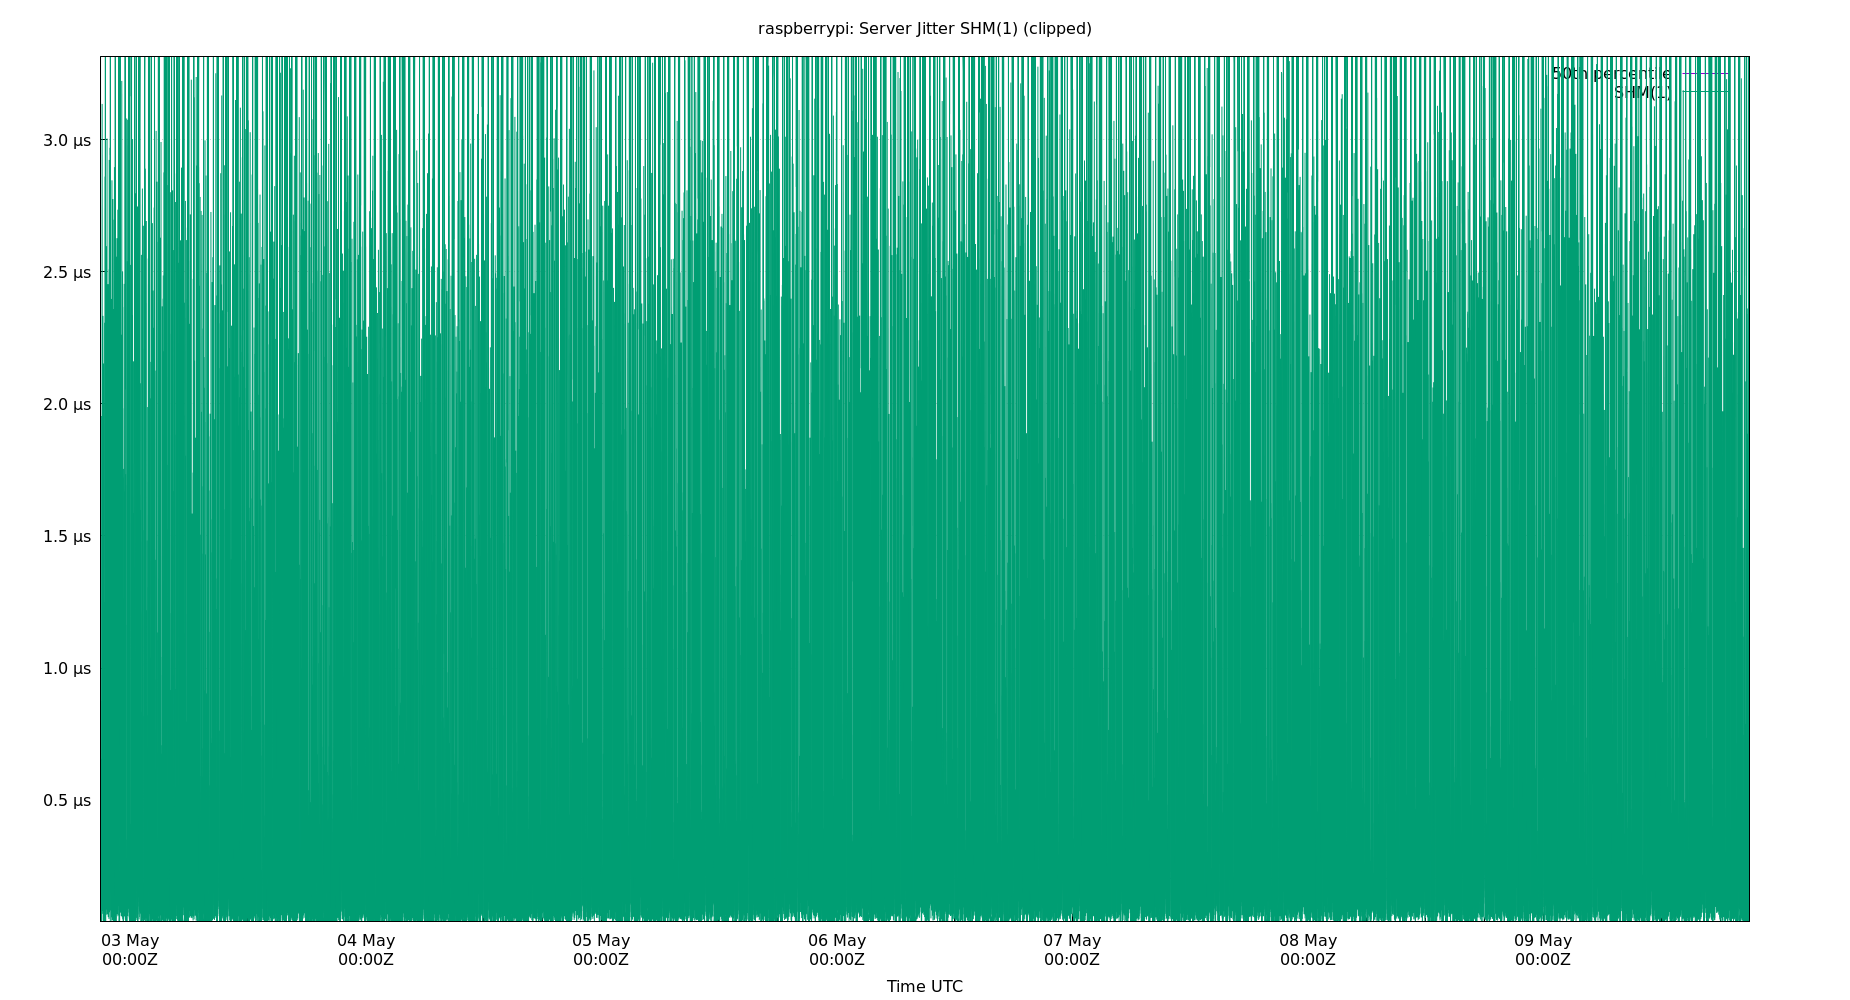 raspberrypi: Server Jitter SHM(1) (clipped)
50th percentile
SHM(1)
3.0 µs
2.5 µs
2.0 µs
1.5 µs
1.0 µs
0.5 µs
03 May 04 May 05 May 06 May 07 May 08 May 09 May
00:00Z 00:00Z 00:00Z 00:00Z 00:00Z 00:00Z 00:00Z
Time UTC